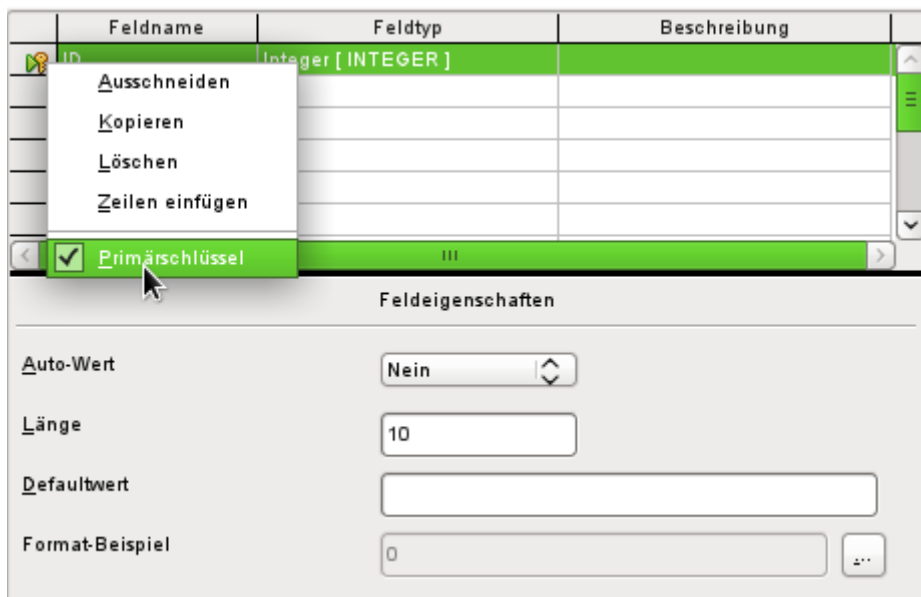 Feldname Feldtyp Beschreibung
ID Integer [ INTEGER ]
Ausschneiden
Kopieren
Löschen
Zeilen einfügen
Primärschlüssel
Feldeigenschaften
Auto-Wert Nein
Länge 10
Defaultwert
Format-Beispiel 0 ...